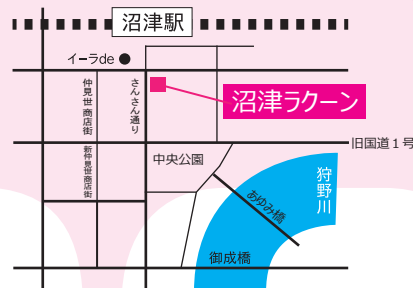 沼津駅
イーラde
仲見世商店街
さんさん通り
沼津ラクーン
旧国道1号
新仲見世商店街
中央公園
狩野川
あゆみ橋
御成橋